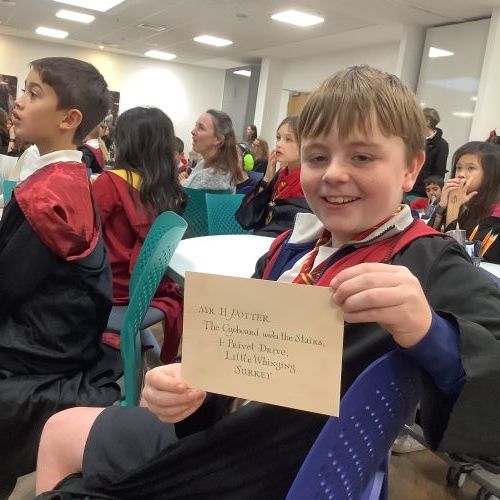 Mr H. Potter
The Cupboard under the Stairs,
4 Privet Drive,
Little Whinging
Surrey